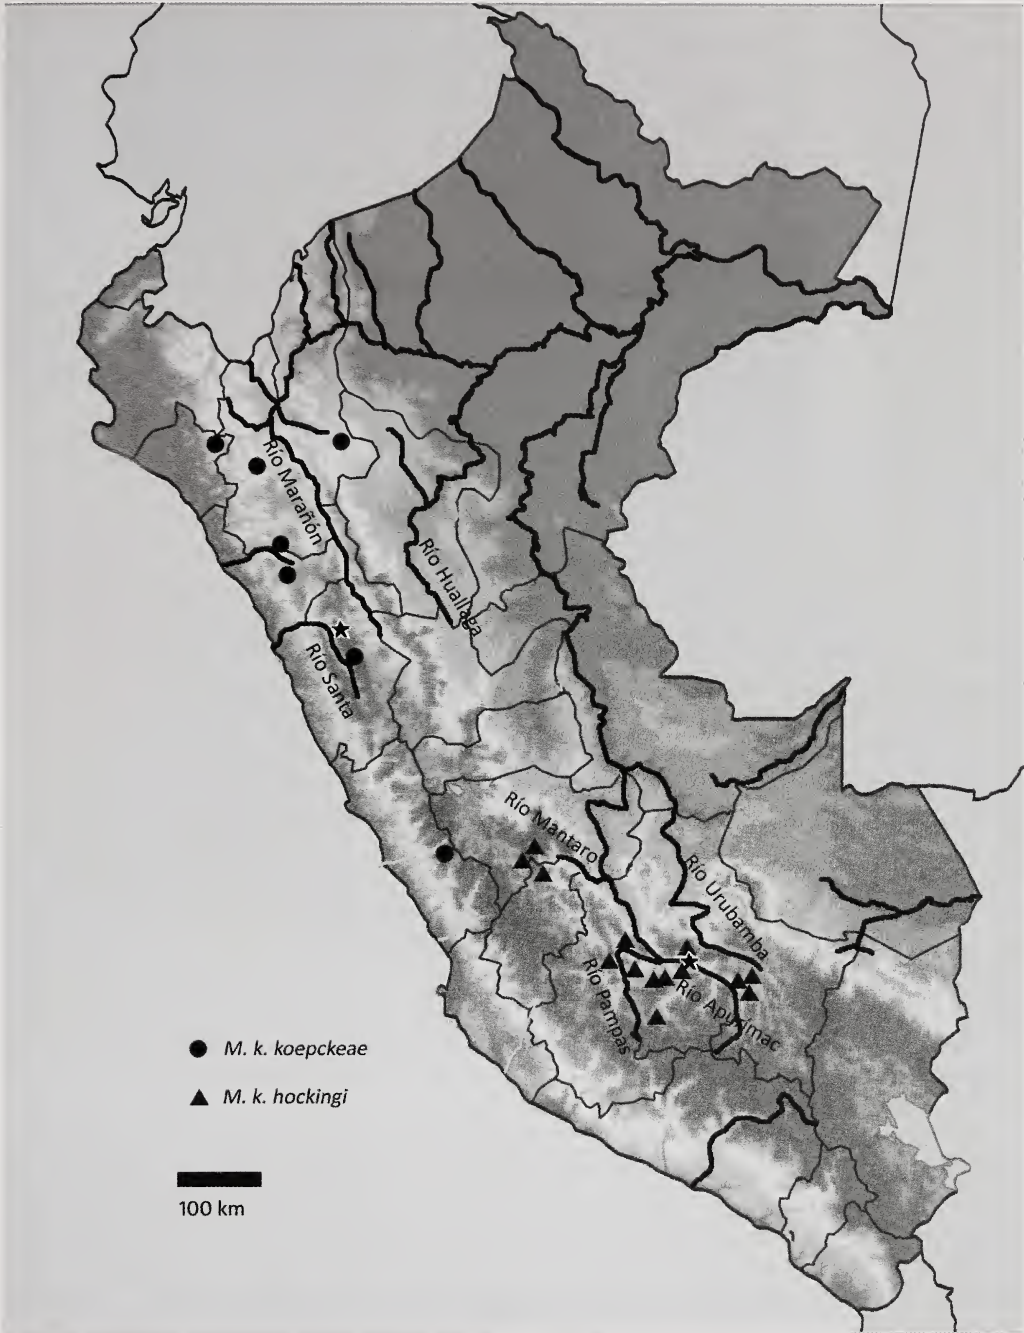 Río Marañón
Río Huallaga
Río Santa
Río Mantaro
Río Urubamba
Río Pampas
Río Apurímac
M. k. koepckeae
M. k. hockingi
100 km